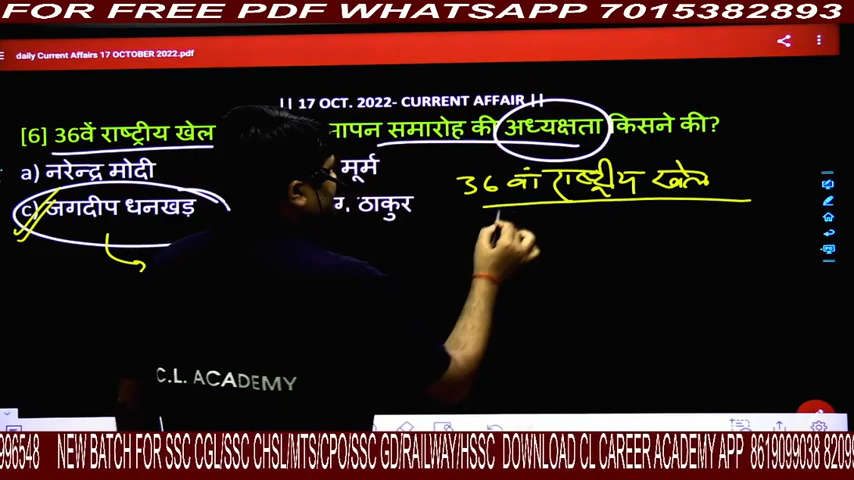 FOR FREE PDF WHATSAPP 7015382893
daily Current Affairs 17 OCTOBER 2022.pdf
|| 17 OCT. 2022- CURRENT AFFAIR ||
[6] 36वें राष्ट्रीय खेल समारोह की अध्यक्षता किसने की?
a) नरेन्द्र मोदी
c) जगदीप धनखड़ ठाकुर
36 वां राष्ट्रीय खेल
C.L. ACADEMY
996548 NEW BATCH FOR SSC CGL/SSC CHSL/MTS/CPO/SSC GD/RAILWAY/HSSC DOWNLOAD CL CAREER ACADEMY APP 8619099038 82099